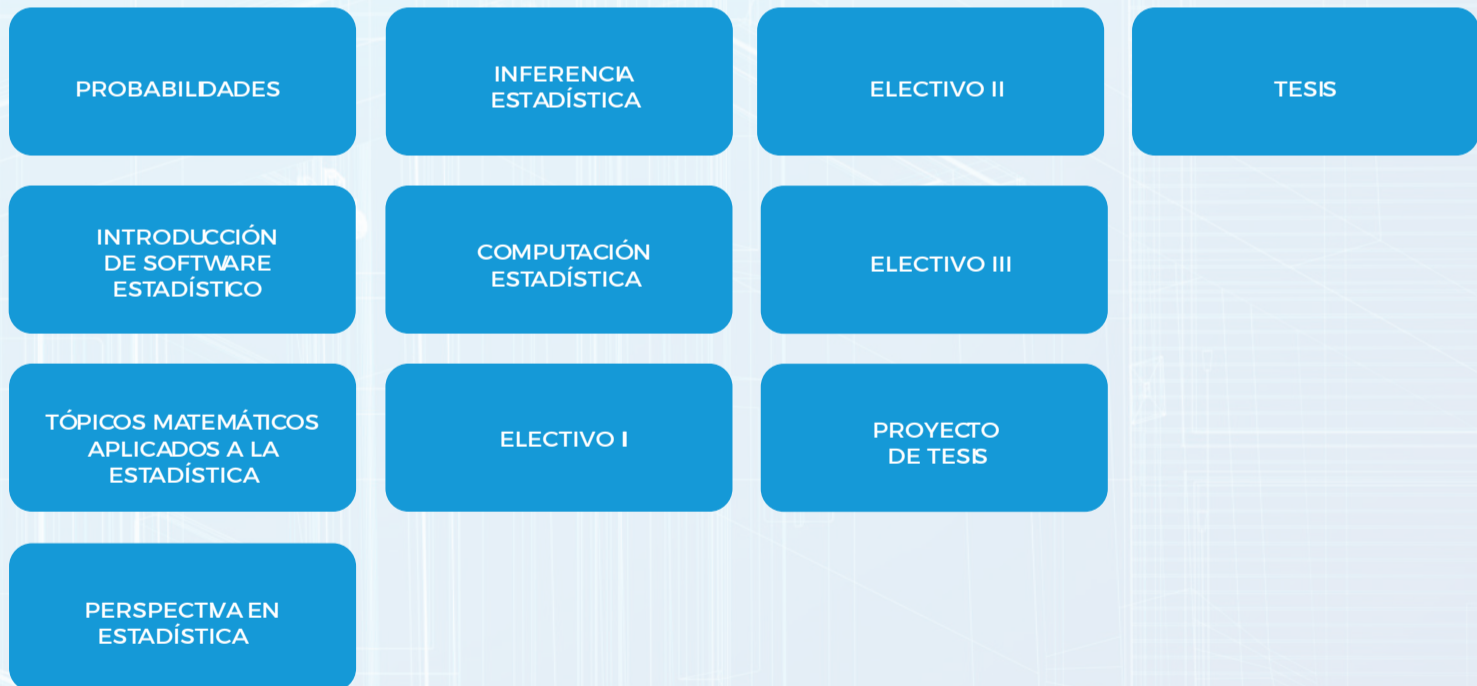 PROBABILIDADES
INFERENCIA
ESTADÍSTICA
ELECTIVO II
TESIS
INTRODUCCIÓN
DE SOFTWARE
ESTADÍSTICO
COMPUTACIÓN
ESTADÍSTICA
ELECTIVO III
TÓPICOS MATEMÁTICOS
APLICADOS A LA
ESTADÍSTICA
ELECTIVO I
PROYECTO
DE TESIS
PERSPECTIVA EN
ESTADÍSTICA